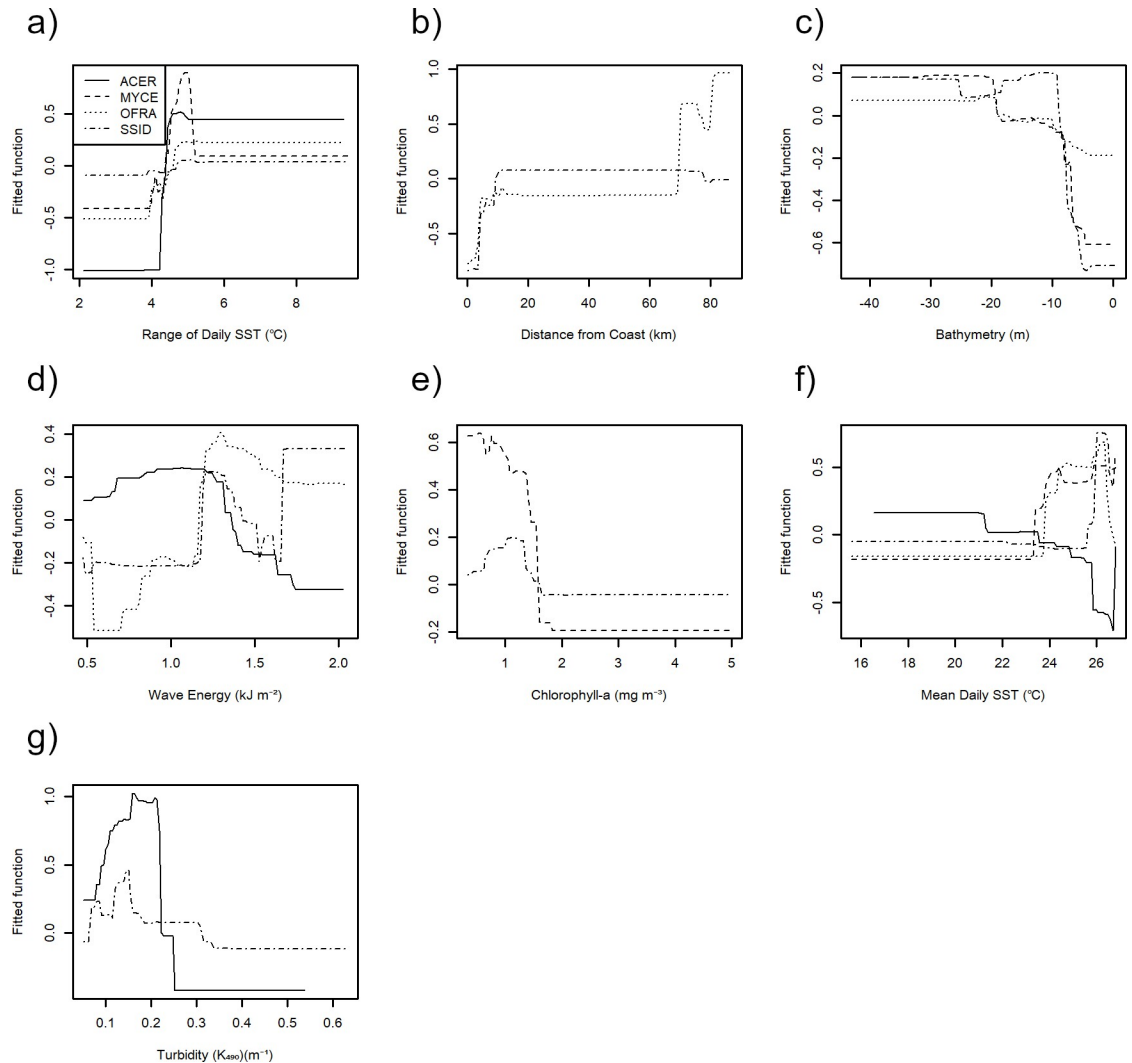 a)
ACER
MYCE
OFRA
SSID
Fitted function
-1.0 -0.5 0.0 0.5
2 4 6 8
Range of Daily SST (°C)
b)
Fitted function
-0.5 0.0 0.5 1.0
0 20 40 60 80
Distance from Coast (km)
c)
Fitted function
-0.6 -0.4 -0.2 0.0 0.2
-40 -30 -20 -10 0
Bathymetry (m)
d)
Fitted function
-0.4 -0.2 0.0 0.2 0.4
0.5 1.0 1.5 2.0
Wave Energy (kJ m⁻²)
e)
Fitted function
-0.2 0.0 0.2 0.4 0.6
1 2 3 4 5
Chlorophyll-a (mg m⁻³)
f)
Fitted function
-0.5 0.0 0.5
16 18 20 22 24 26
Mean Daily SST (°C)
g)
Fitted function
0.0 0.5 1.0
0.1 0.2 0.3 0.4 0.5 0.6
Turbidity (K₄₉₀)(m⁻¹)